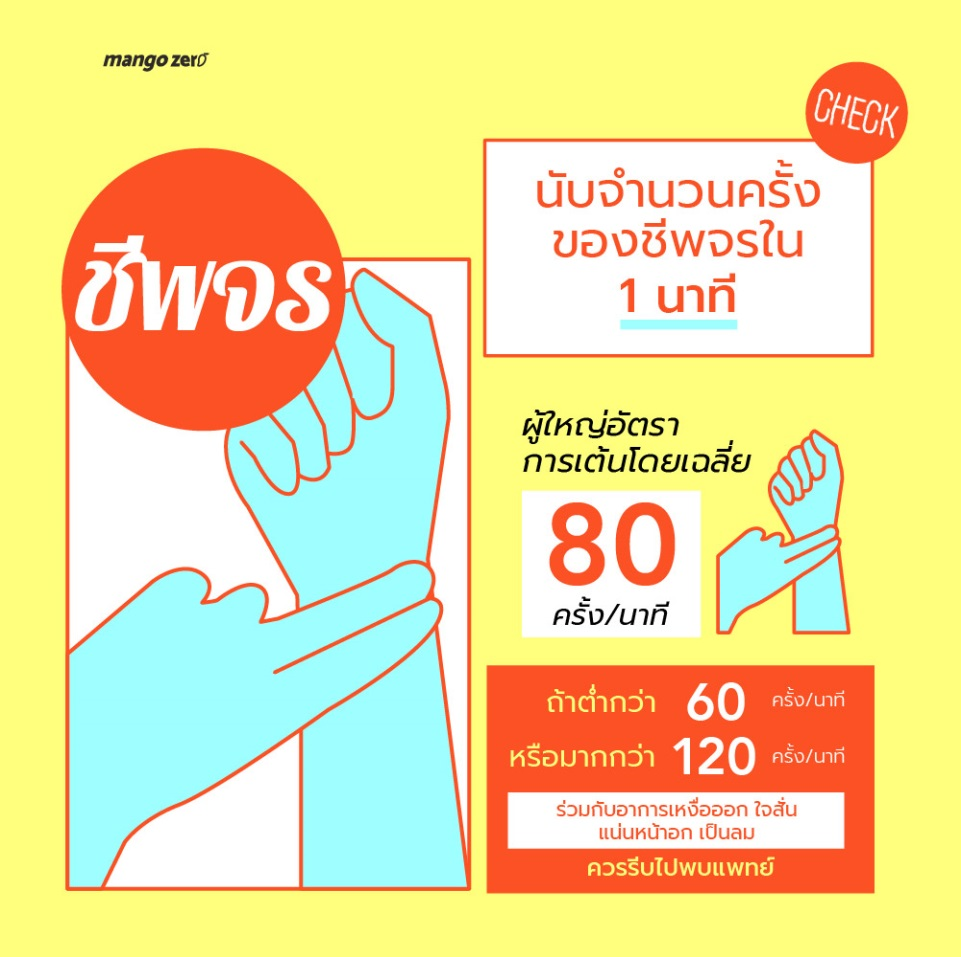 mango zero
CHECK
ชีพจร
นับจำนวนครั้ง
ของชีพจรใน
1 นาที
ผู้ใหญ่อัตรา
การเต้นโดยเฉลี่ย
80
ครั้ง/นาที
ถ้าต่ำกว่า 60 ครั้ง/นาที
หรือมากกว่า 120 ครั้ง/นาที
ร่วมกับอาการเหงื่อออก ใจสั่น
แน่นหน้าอก เป็นลม
ควรรีบไปพบแพทย์